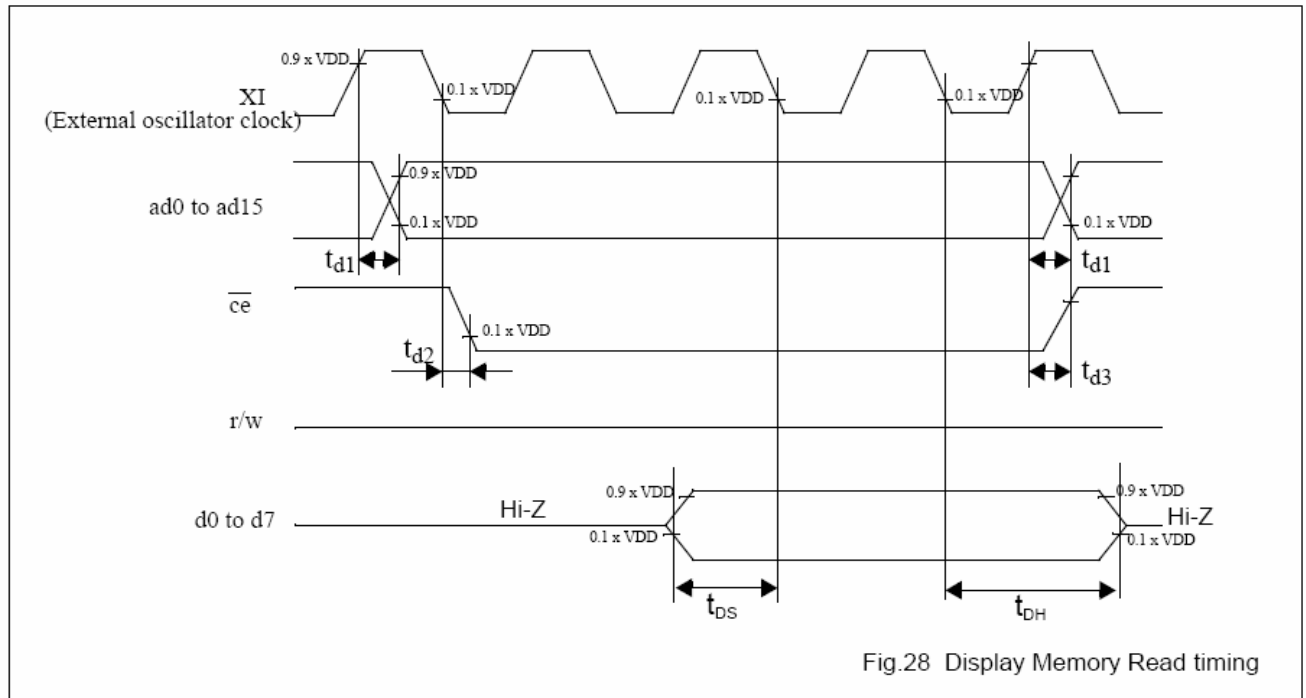 0.9 x VDD
XI
(External oscillator clock)
0.1 x VDD
0.1 x VDD
0.1 x VDD
ad0 to ad15
0.9 x VDD
0.1 x VDD
0.1 x VDD
td1
td1
ce
0.1 x VDD
td2
td3
r/w
d0 to d7
Hi-Z
0.9 x VDD
0.1 x VDD
0.9 x VDD
Hi-Z
0.1 x VDD
tDS
tDH
Fig.28 Display Memory Read timing